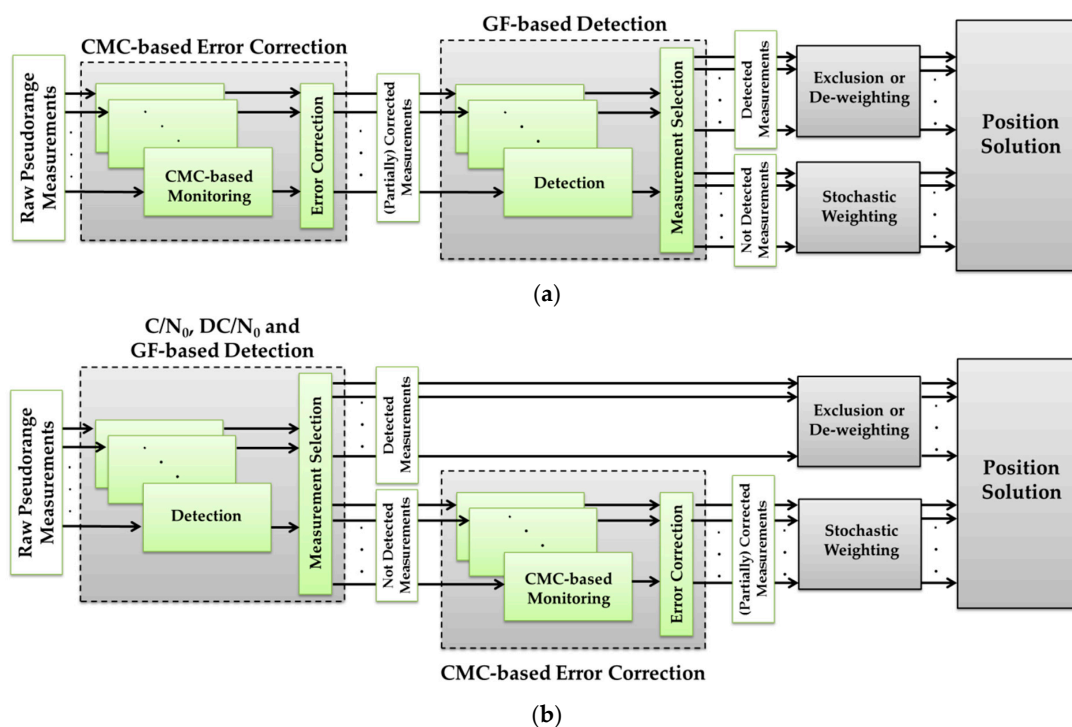 GF-based Detection
CMC-based Error Correction
Raw Pseudorange
Measurements
CMC-based
Monitoring
Error Correction
(Partially) Corrected
Measurements
Detection
Measurement Selection
Detected
Measurements
Not Detected
Measurements
Exclusion or
De-weighting
Stochastic
Weighting
Position
Solution
(a)
C/N₀, DC/N₀ and
GF-based Detection
Raw Pseudorange
Measurements
Detection
Measurement Selection
Detected
Measurements
Not Detected
Measurements
CMC-based
Monitoring
Error Correction
(Partially) Corrected
Measurements
Exclusion or
De-weighting
Stochastic
Weighting
Position
Solution
CMC-based Error Correction
(b)